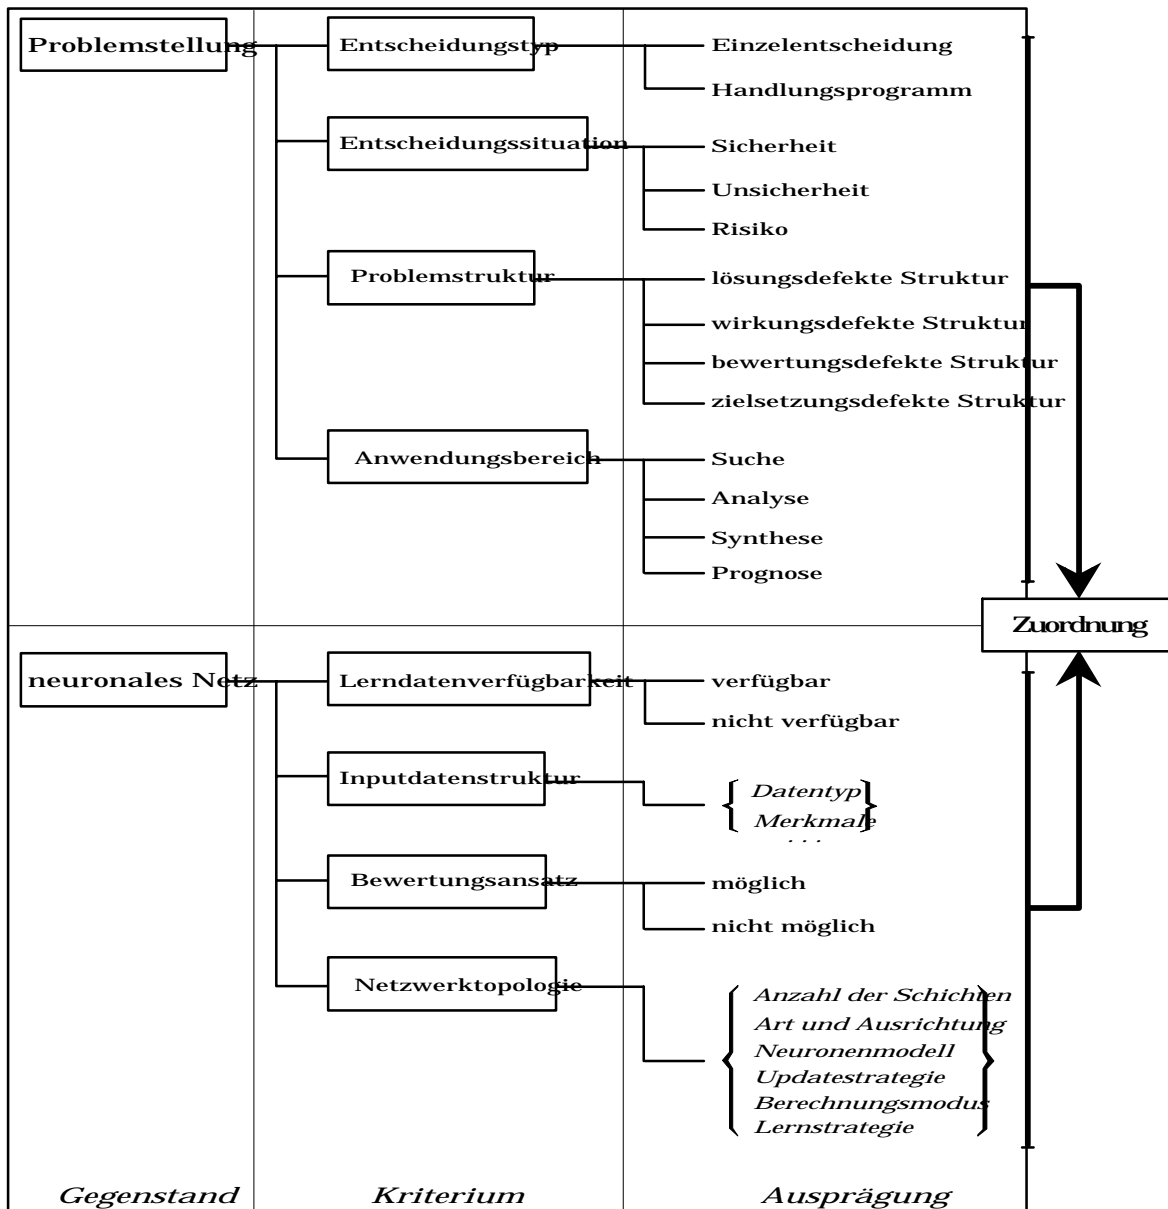 Problemstellung
Entscheidungstyp
Einzelentscheidung
Handlungsprogramm
Entscheidungssituation
Sicherheit
Unsicherheit
Risiko
Problemstruktur
lösungsdefekte Struktur
wirkungsdefekte Struktur
bewertungsdefekte Struktur
zielsetzungsdefekte Struktur
Anwendungsbereich
Suche
Analyse
Synthese
Prognose
Zuordnung
neuronales Netz
Lerndatenverfügbarkeit
verfügbar
nicht verfügbar
Inputdatenstruktur
Datentyp
Merkmale
...
Bewertungsansatz
möglich
nicht möglich
Netzwerktopologie
Anzahl der Schichten
Art und Ausrichtung
Neuronenmodell
Updatestrategie
Berechnungsmodus
Lernstrategie
Gegenstand
Kriterium
Ausprägung